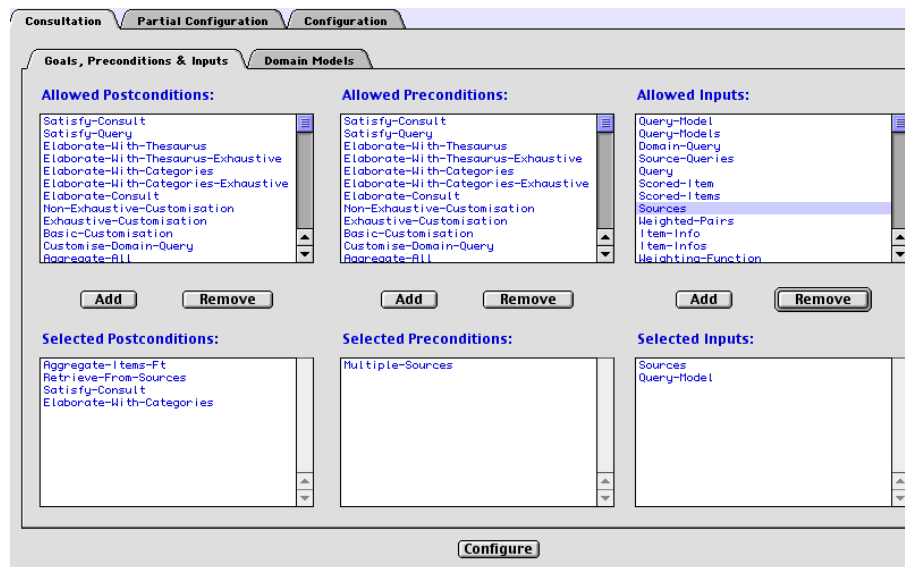 Consultation
Partial Configuration
Configuration
Goals, Preconditions & Inputs
Domain Models
Allowed Postconditions:
Satisfy-Consult
Satisfy-Query
Elaborate-With-Thesaurus
Elaborate-With-Thesaurus-Exhaustive
Elaborate-With-Categories
Elaborate-With-Categories-Exhaustive
Elaborate-Consult
Non-Exhaustive-Customisation
Exhaustive-Customisation
Basic-Customisation
Customise-Domain-Query
Aggregate-All
Allowed Preconditions:
Satisfy-Consult
Satisfy-Query
Elaborate-With-Thesaurus
Elaborate-With-Thesaurus-Exhaustive
Elaborate-With-Categories
Elaborate-With-Categories-Exhaustive
Elaborate-Consult
Non-Exhaustive-Customisation
Exhaustive-Customisation
Basic-Customisation
Customise-Domain-Query
Aggregate-All
Allowed Inputs:
Query-Model
Query-Models
Domain-Query
Source-Queries
Query
Scored-Item
Scored-Items
Sources
Weighted-Pairs
Item-Info
Item-Infos
Weighting-Function
Add
Remove
Add
Remove
Add
Remove
Selected Postconditions:
Aggregate-Items-Ft
Retrieve-From-Sources
Satisfy-Consult
Elaborate-With-Categories
Selected Preconditions:
Multiple-Sources
Selected Inputs:
Sources
Query-Model
Configure